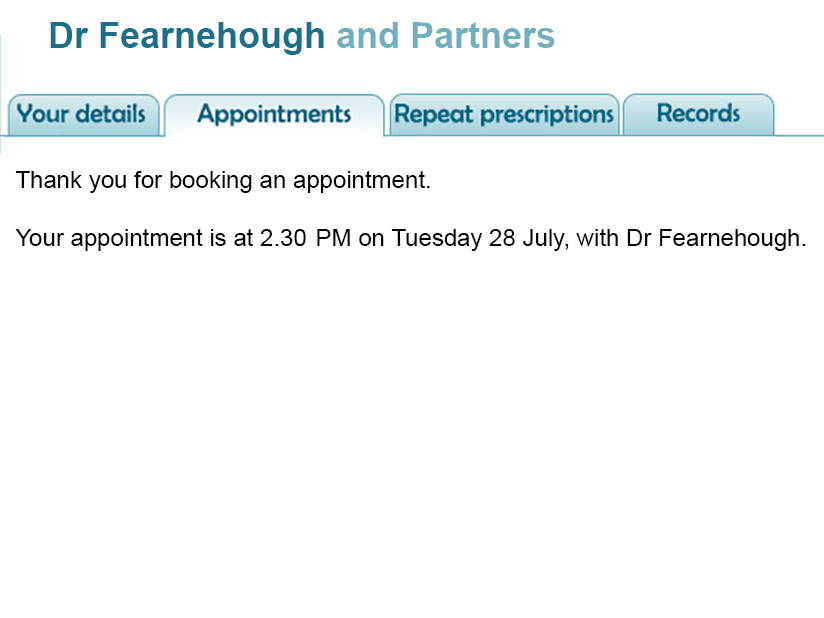 Dr Fearnehough and Partners
Your details Appointments Repeat prescriptions Records
Thank you for booking an appointment.
Your appointment is at 2.30 PM on Tuesday 28 July, with Dr Fearnehough.